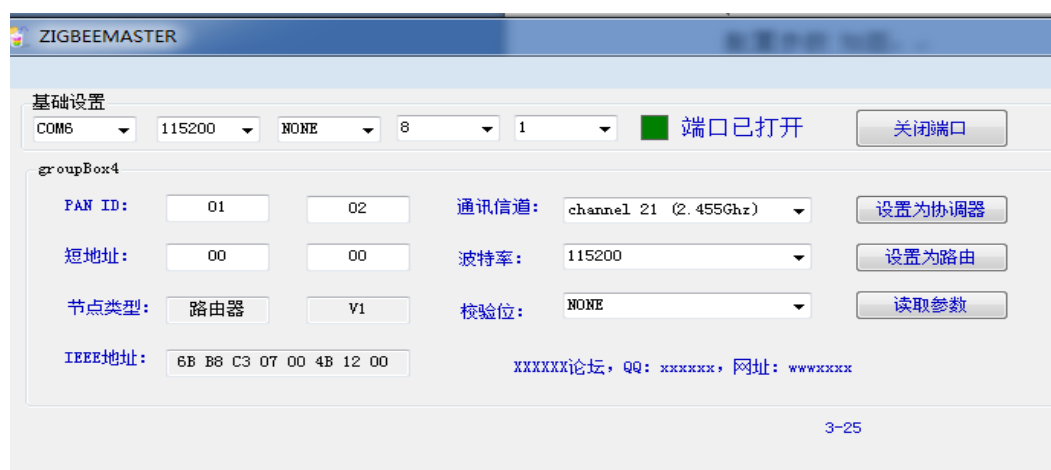 ZIGBEEMASTER
基础设置
COM6 115200 NONE 8 1 端口已打开 关闭端口
groupBox4
PAN ID: 01 02 通讯信道: channel 21 (2.455Ghz) 设置为协调器
短地址: 00 00 波特率: 115200 设置为路由
节点类型: 路由器 V1 校验位: NONE 读取参数
IEEE地址: 6B B8 C3 07 00 4B 12 00 XXXXXX论坛，QQ：xxxxxx，网址：wwwxxxx
3-25